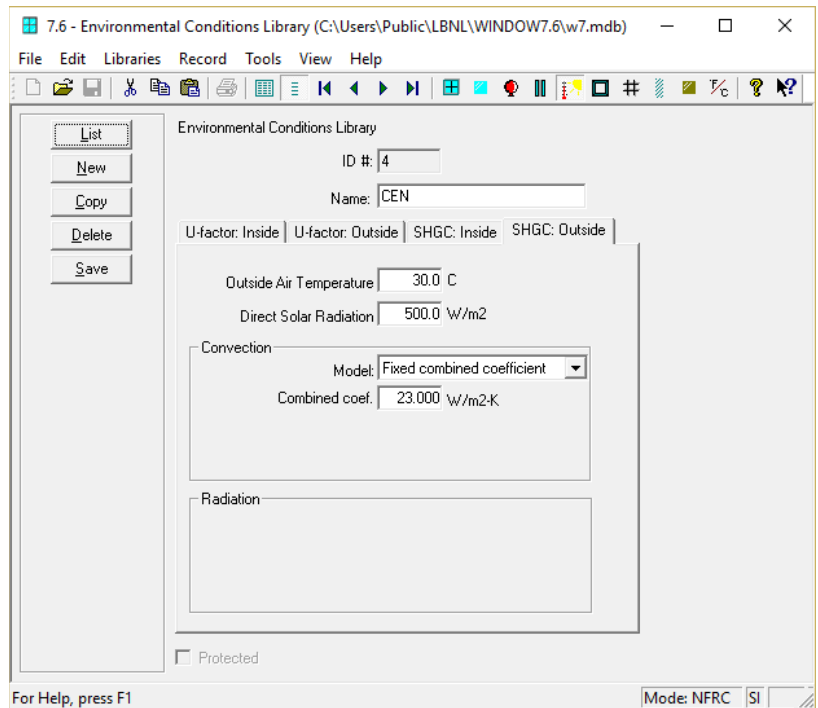 7.6 - Environmental Conditions Library (C:\Users\Public\LBNL\WINDOW7.6\w7.mdb)
File Edit Libraries Record Tools View Help
List
New
Copy
Delete
Save
Environmental Conditions Library
ID #: 4
Name: CEN
U-factor: Inside U-factor: Outside SHGC: Inside SHGC: Outside
Outside Air Temperature 30.0 C
Direct Solar Radiation 500.0 W/m2
Convection
Model: Fixed combined coefficient
Combined coef. 23.000 W/m2-K
Radiation
Protected
For Help, press F1 Mode: NFRC SI